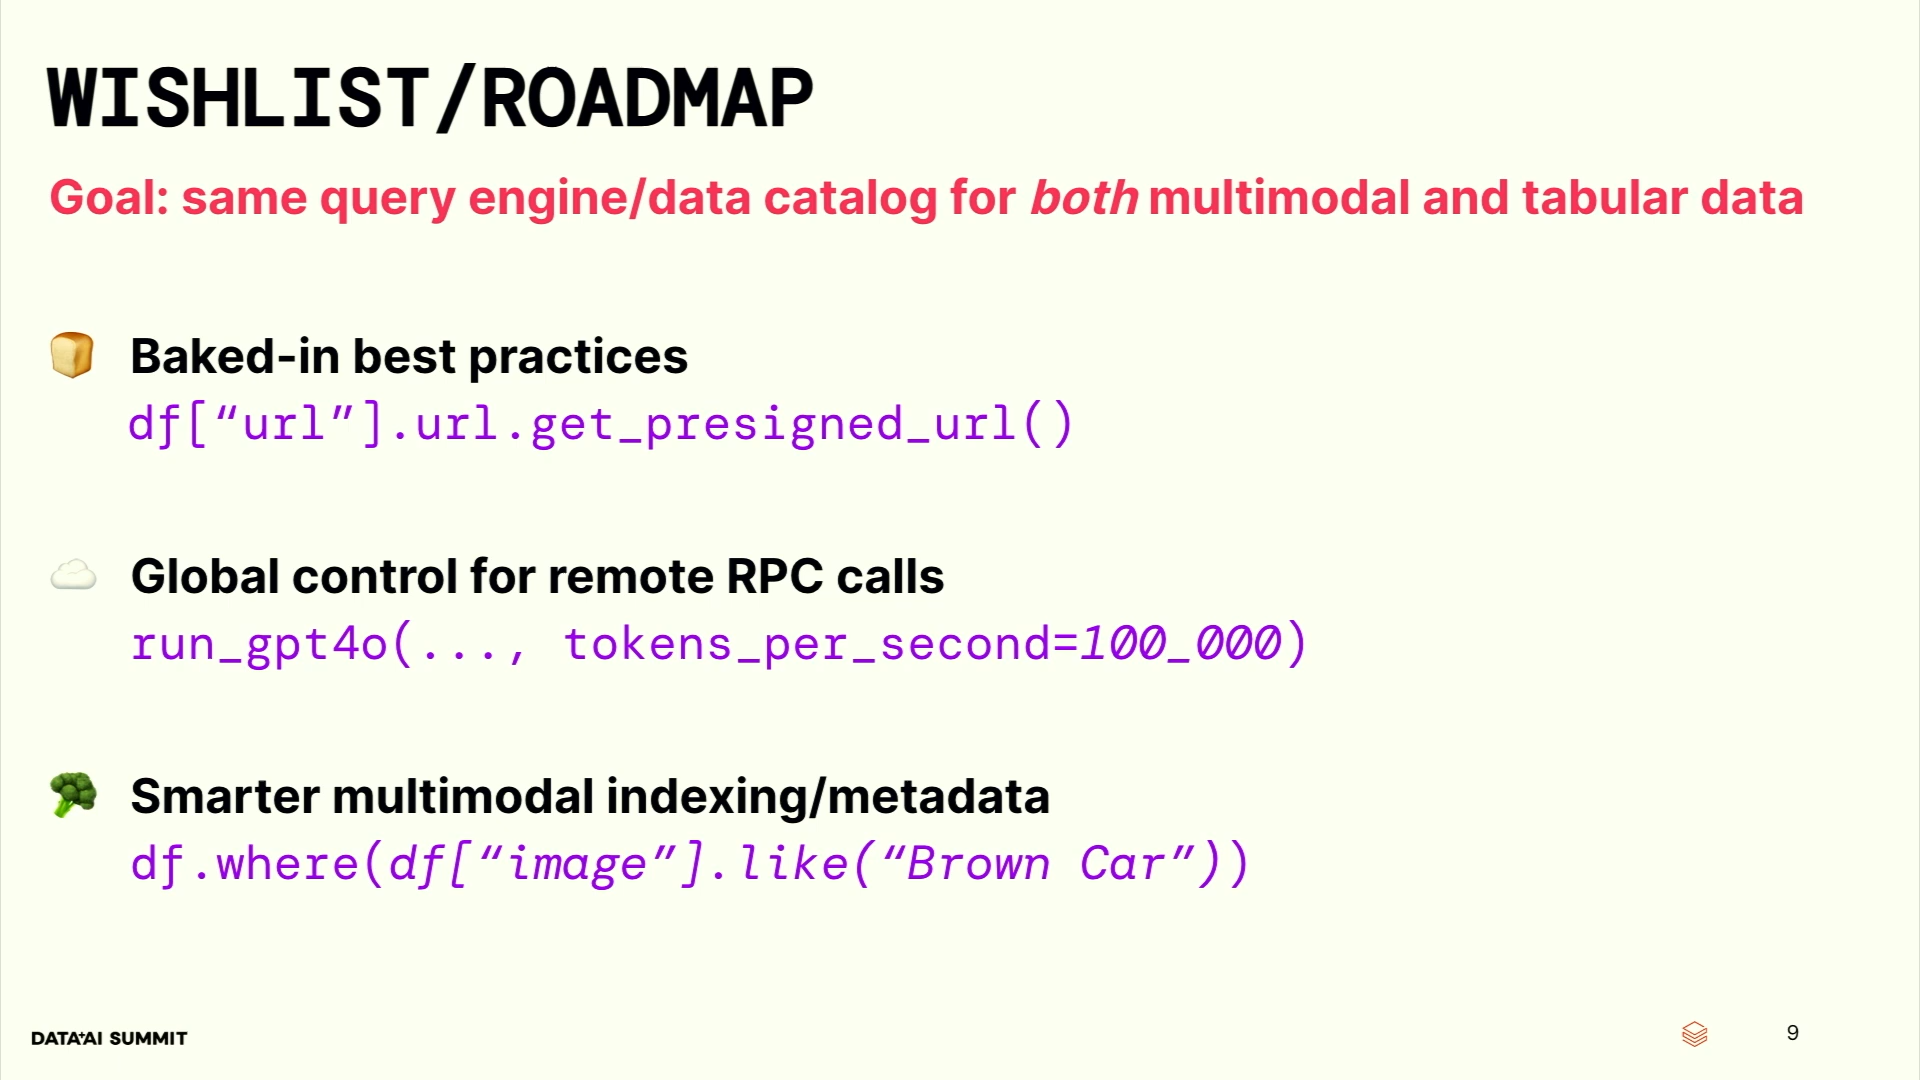 WISHLIST/ROADMAP
Goal: same query engine/data catalog for both multimodal and tabular data
Baked-in best practices
df[“url”].url.get_presigned_url()
Global control for remote RPC calls
run_gpt4o(..., tokens_per_second=100_000)
Smarter multimodal indexing/metadata
df.where(df[“image”].like(“Brown Car”))
DATA+AI SUMMIT
9